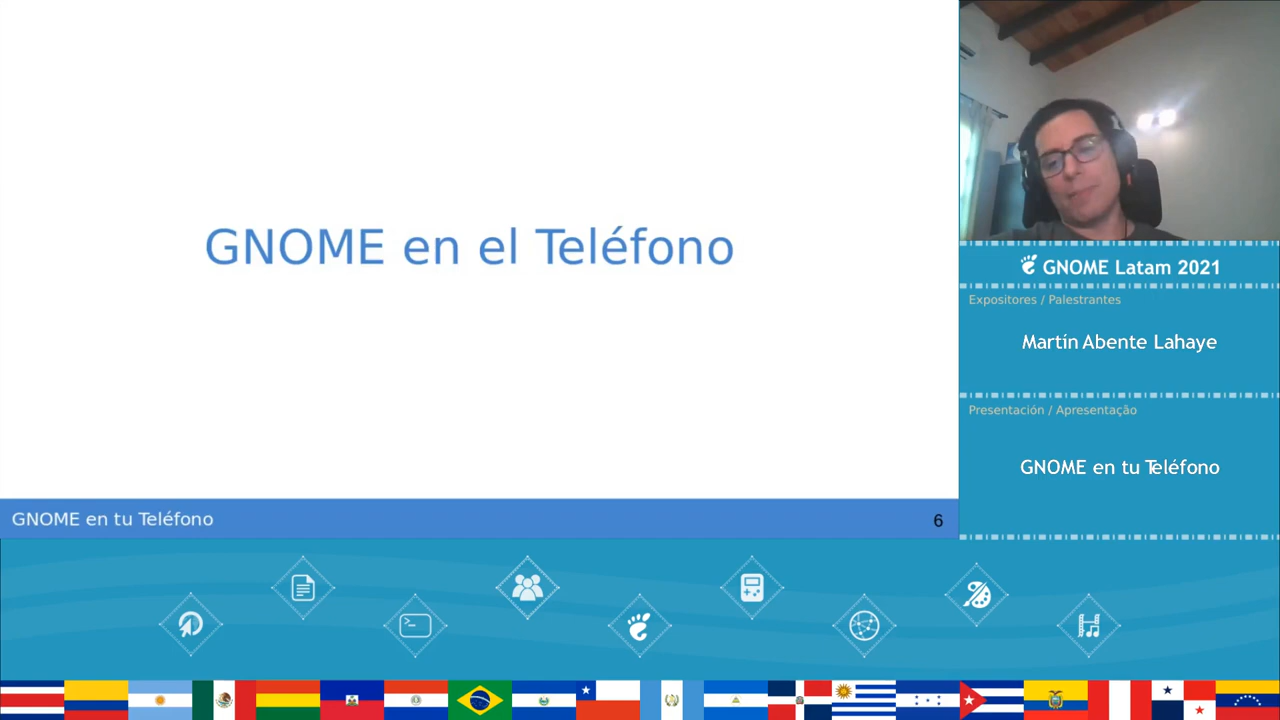 GNOME en el Teléfono
GNOME en tu Teléfono
6
GNOME Latam 2021
Expositores / Palestrantes
Martín Abente Lahaye
Presentación / Apresentação
GNOME en tu Teléfono